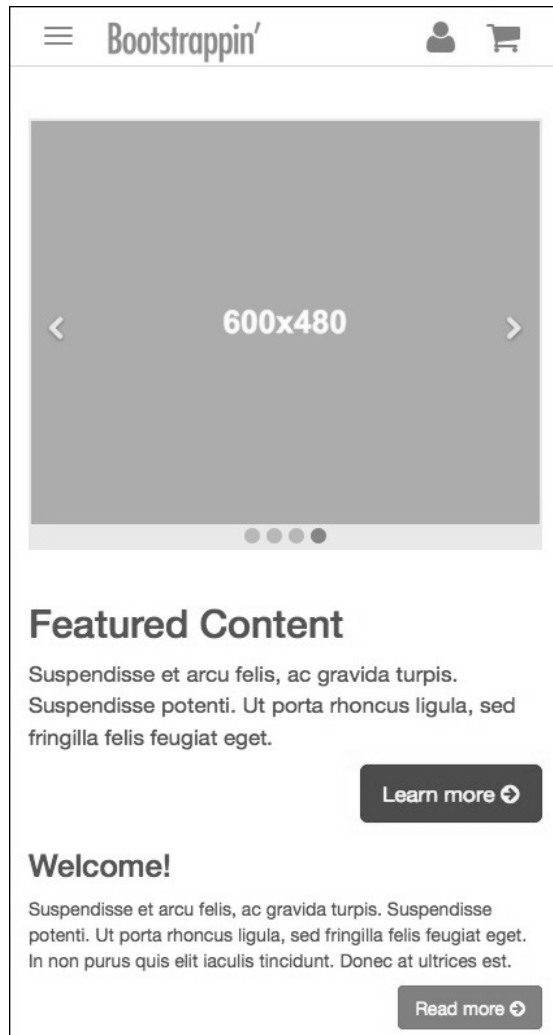 Bootstrappin'
600x480
Featured Content
Suspendisse et arcu felis, ac gravida turpis.
Suspendisse potenti. Ut porta rhoncus ligula, sed
fringilla felis feugiat eget.
Learn more
Welcome!
Suspendisse et arcu felis, ac gravida turpis. Suspendisse
potenti. Ut porta rhoncus ligula, sed fringilla felis feugiat eget.
In non purus quis elit iaculis tincidunt. Donec at ultrices est.
Read more